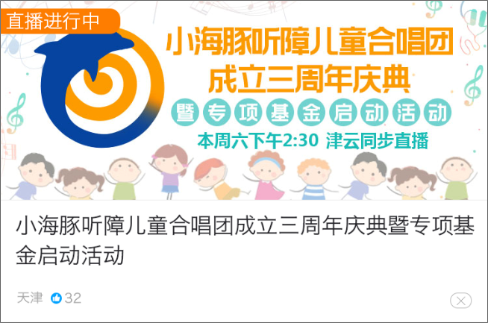 直播进行中
小海豚听障儿童合唱团
成立三周年庆典
暨专项基金启动活动
本周六下午2:30 津云同步直播
小海豚听障儿童合唱团成立三周年庆典暨专项基
金启动活动
天津 32